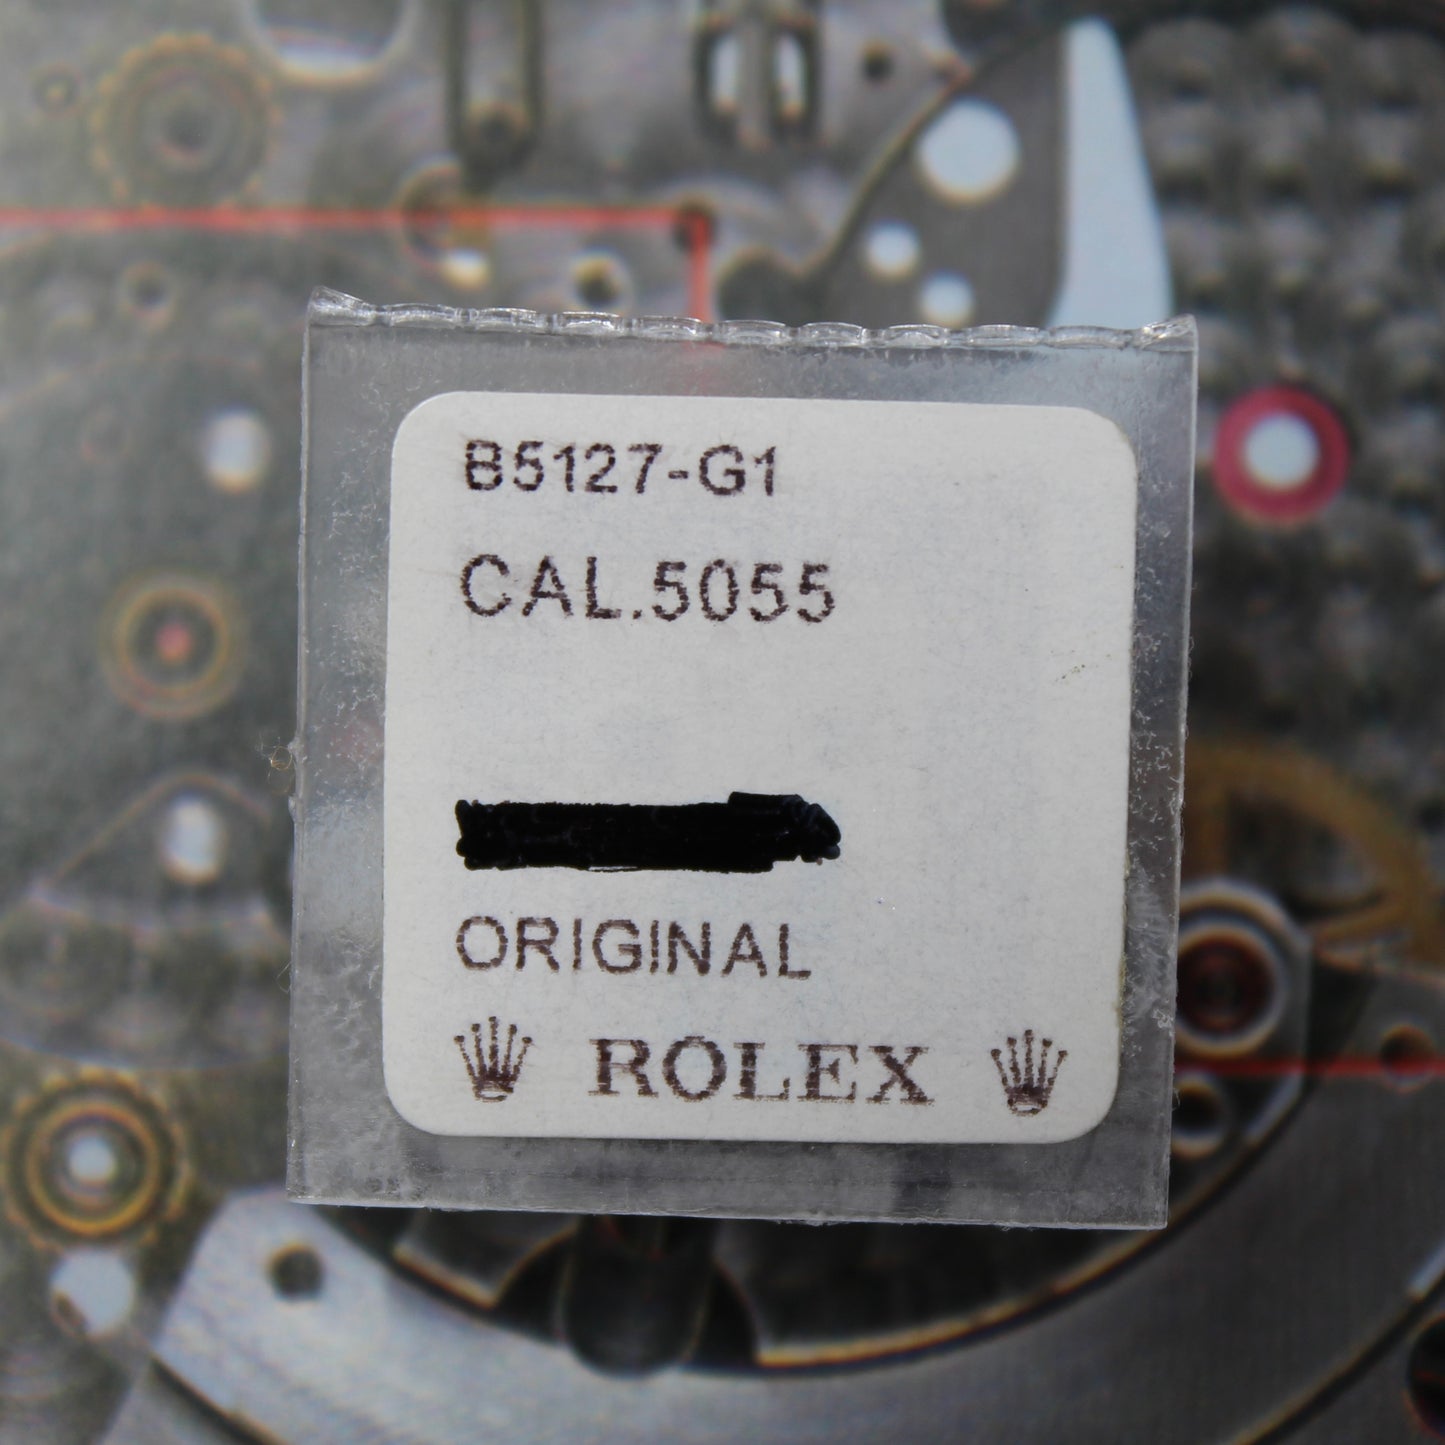 B5127-G1
CAL.5055
ORIGINAL
ROLEX